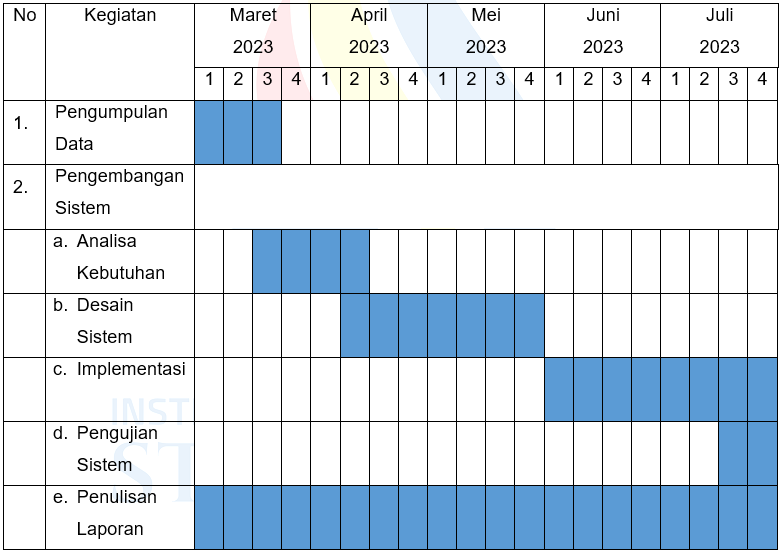 No Kegiatan Maret April Mei Juni Juli
2023 2023 2023 2023 2023
1 2 3 4 1 2 3 4 1 2 3 4 1 2 3 4 1 2 3 4
1. Pengumpulan
Data
2. Pengembangan
Sistem
a. Analisa
Kebutuhan
b. Desain
Sistem
c. Implementasi
INST
d. Pengujian
Sistem
ST
e. Penulisan
Laporan